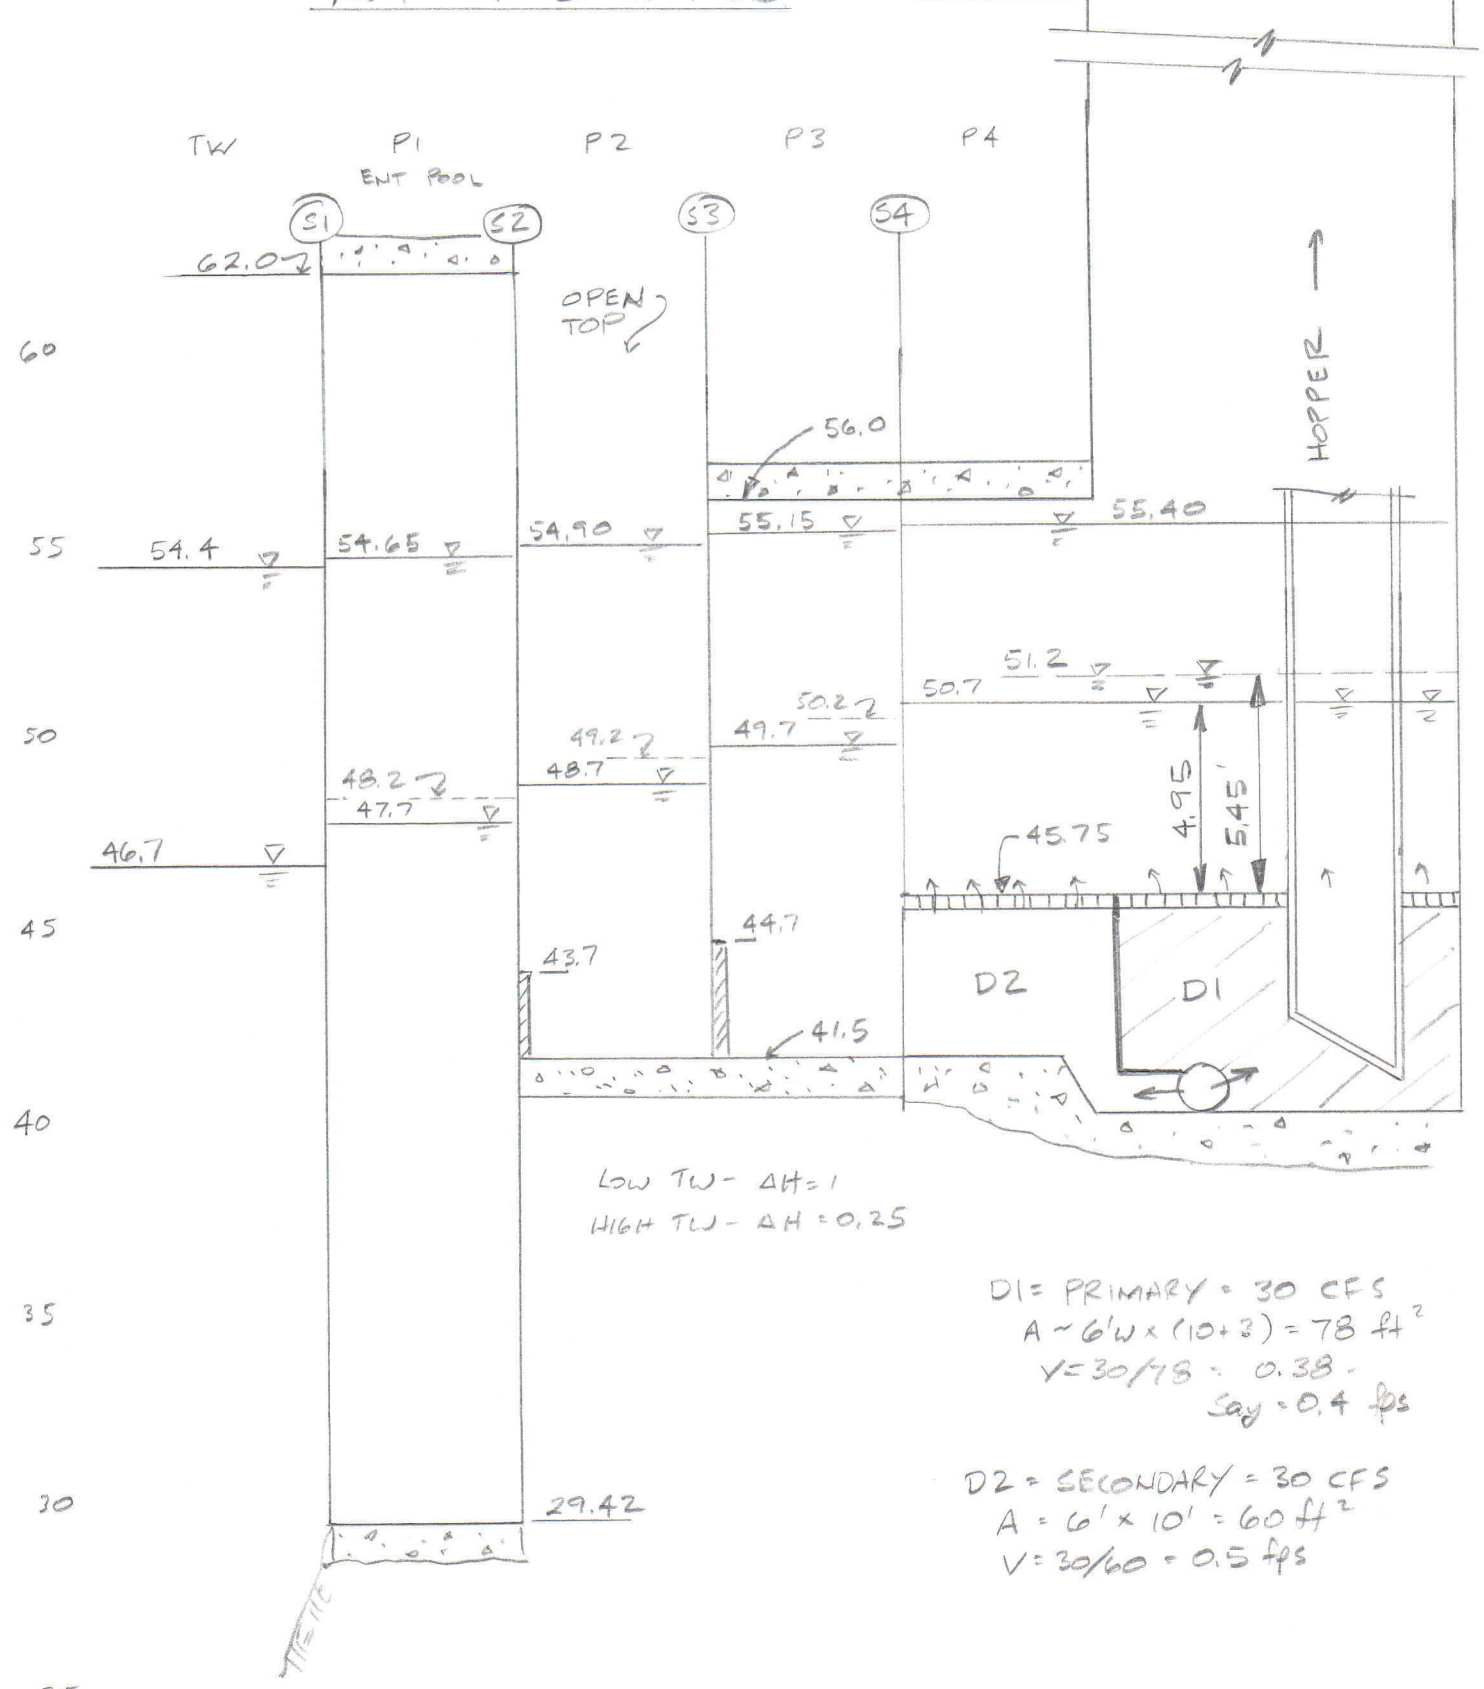 TW
P1
P2
P3
P4
ENT POOL
S1
S2
S3
S4
62.0
OPEN
TOP
HOPPER
60
56.0
55.40
55.15
54.90
54.65
54.4
55
51.2
50.7
50.2
49.7
50
49.2
48.7
48.2
47.7
46.7
4.95
5.45'
45.75
45
44.7
43.7
D2
D1
41.5
40
LOW TW - ΔH = 1
HIGH TW - ΔH = 0.25
35
D1 = PRIMARY = 30 CFS
A ~ 6'W x (10+3) = 78 ft²
V = 30/78 = 0.38
Say = 0.4 fps
30
29.42
D2 = SECONDARY = 30 CFS
A = 6' x 10' = 60 ft²
V = 30/60 = 0.5 fps